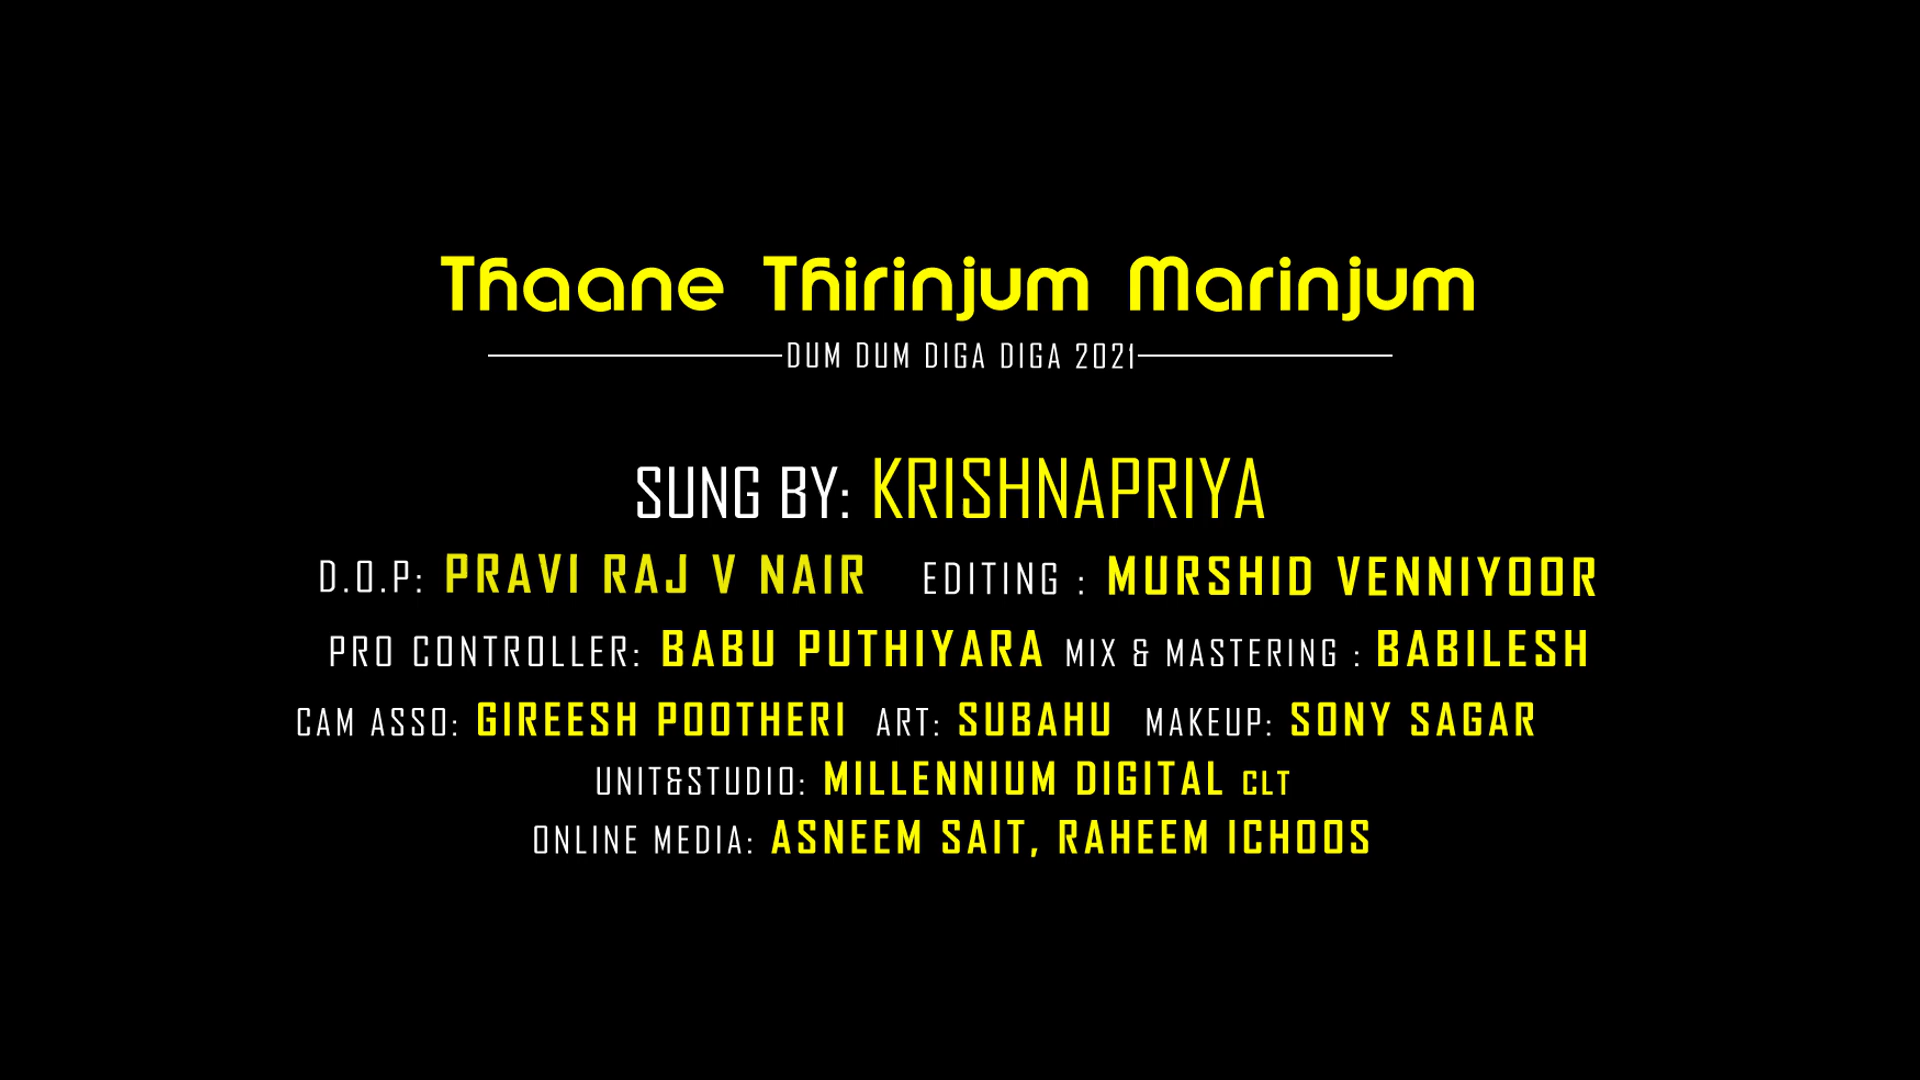 Thaane Thirinjum Marinjum
DUM DUM DIGA DIGA 2021
SUNG BY: KRISHNAPRIYA
D.O.P: PRAVI RAJ V NAIR EDITING : MURSHID VENNIYOOR
PRO CONTROLLER: BABU PUTHIYARA MIX & MASTERING : BABILESH
CAM ASSO: GIREESH POOTHERI ART: SUBAHU MAKEUP: SONY SAGAR
UNIT&STUDIO: MILLENNIUM DIGITAL CLT
ONLINE MEDIA: ASNEEM SAIT, RAHEEM ICHOOS